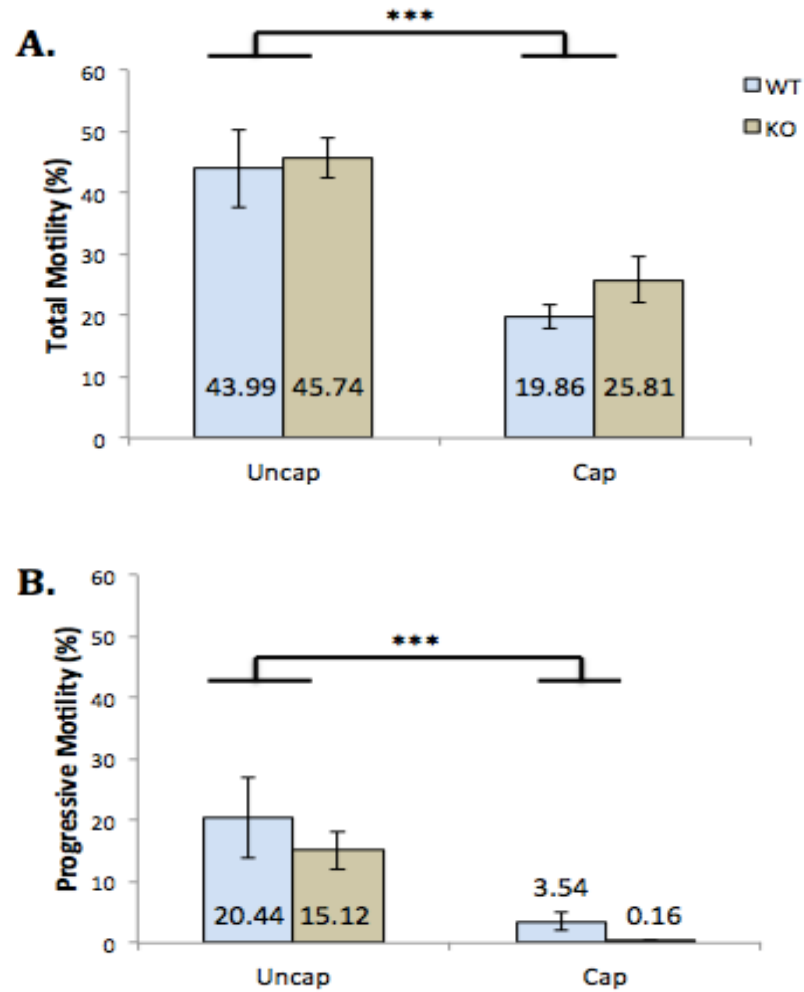 A.
***
Total Motility (%)
60
50
40
30
20
10
0
43.99 45.74 19.86 25.81
Uncap Cap
WT
KO
B.
***
Progressive Motility (%)
60
50
40
30
20
10
0
20.44 15.12 3.54 0.16
Uncap Cap